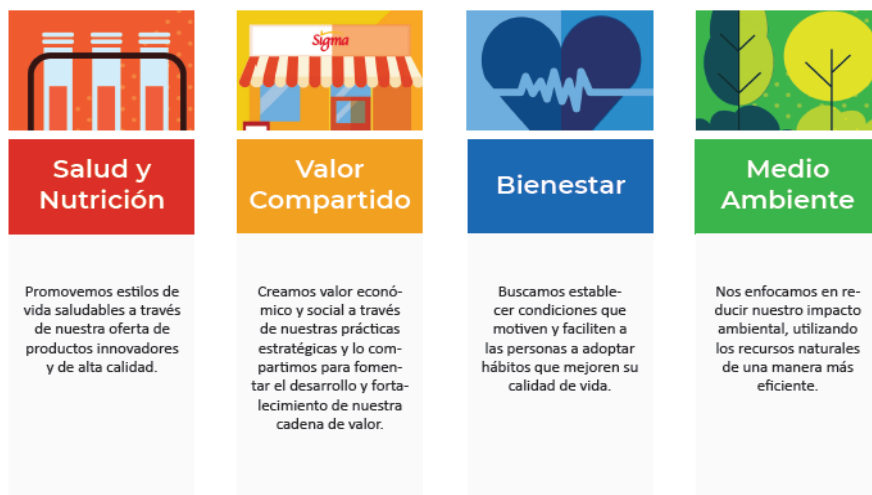 Sigma
Salud y
Nutrición
Promovemos estilos de
vida saludables a través
de nuestra oferta de
productos innovadores
y de alta calidad.
Valor
Compartido
Creamos valor econó-
mico y social a través
de nuestras prácticas
estratégicas y lo com-
partimos para fomen-
tar el desarrollo y forta-
lecimiento de nuestra
cadena de valor.
Bienestar
Buscamos estable-
cer condiciones que
motiven y faciliten a
las personas a adoptar
hábitos que mejoren su
calidad de vida.
Medio
Ambiente
Nos enfocamos en re-
ducir nuestro impacto
ambiental, utilizando
los recursos naturales
de una manera más
eficiente.